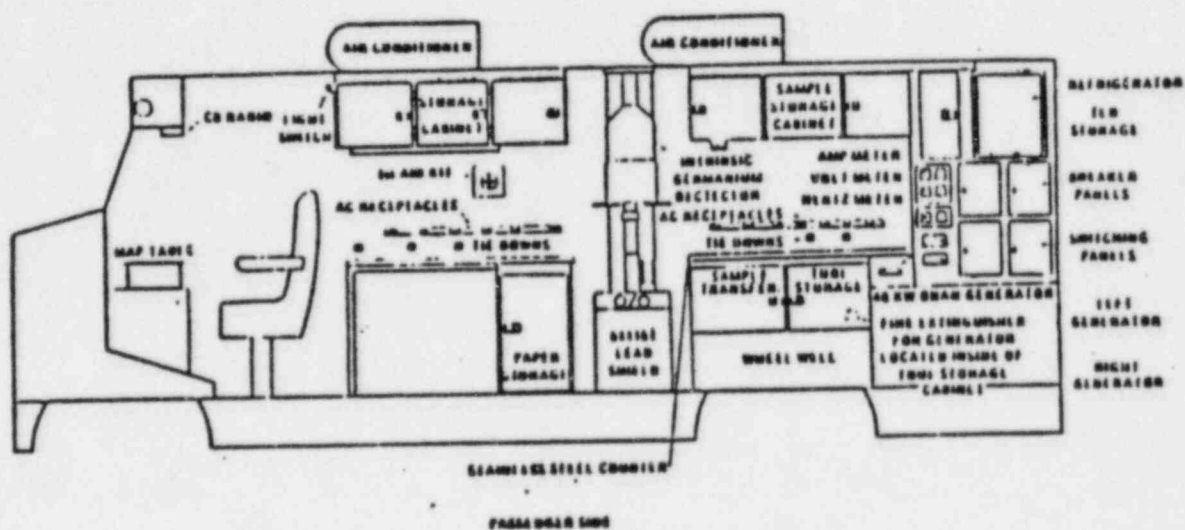 AIR CONDITIONER
AIR CONDITIONER
CB RADIO
LIGHT
SWITCH
STORAGE
CABINET
SAMPLE
STORAGE
CABINET
REFRIGERATOR
STORAGE
INTRINSIC
GERMANIUM
DETECTOR
AMP METER
VOLT METER
HERTZ METER
BREAKER
PANELS
AC RECEPTACLES
AC RECEPTACLES
TIE DOWNS
TIE DOWNS
MAP TABLE
SWITCHING
PANELS
SAMPLE
TRANSFER
TOOL
STORAGE
PAPER
STORAGE
LEAD
SHIELD
WHEEL WELL
ONAN GENERATOR
FIRE EXTINGUISHER
FOR GENERATOR
LOCATED INSIDE OF
TOOL STORAGE
CABINET
LEFT
GENERATOR
RIGHT
GENERATOR
STAINLESS STEEL COUNTER
PASSENGER SIDE